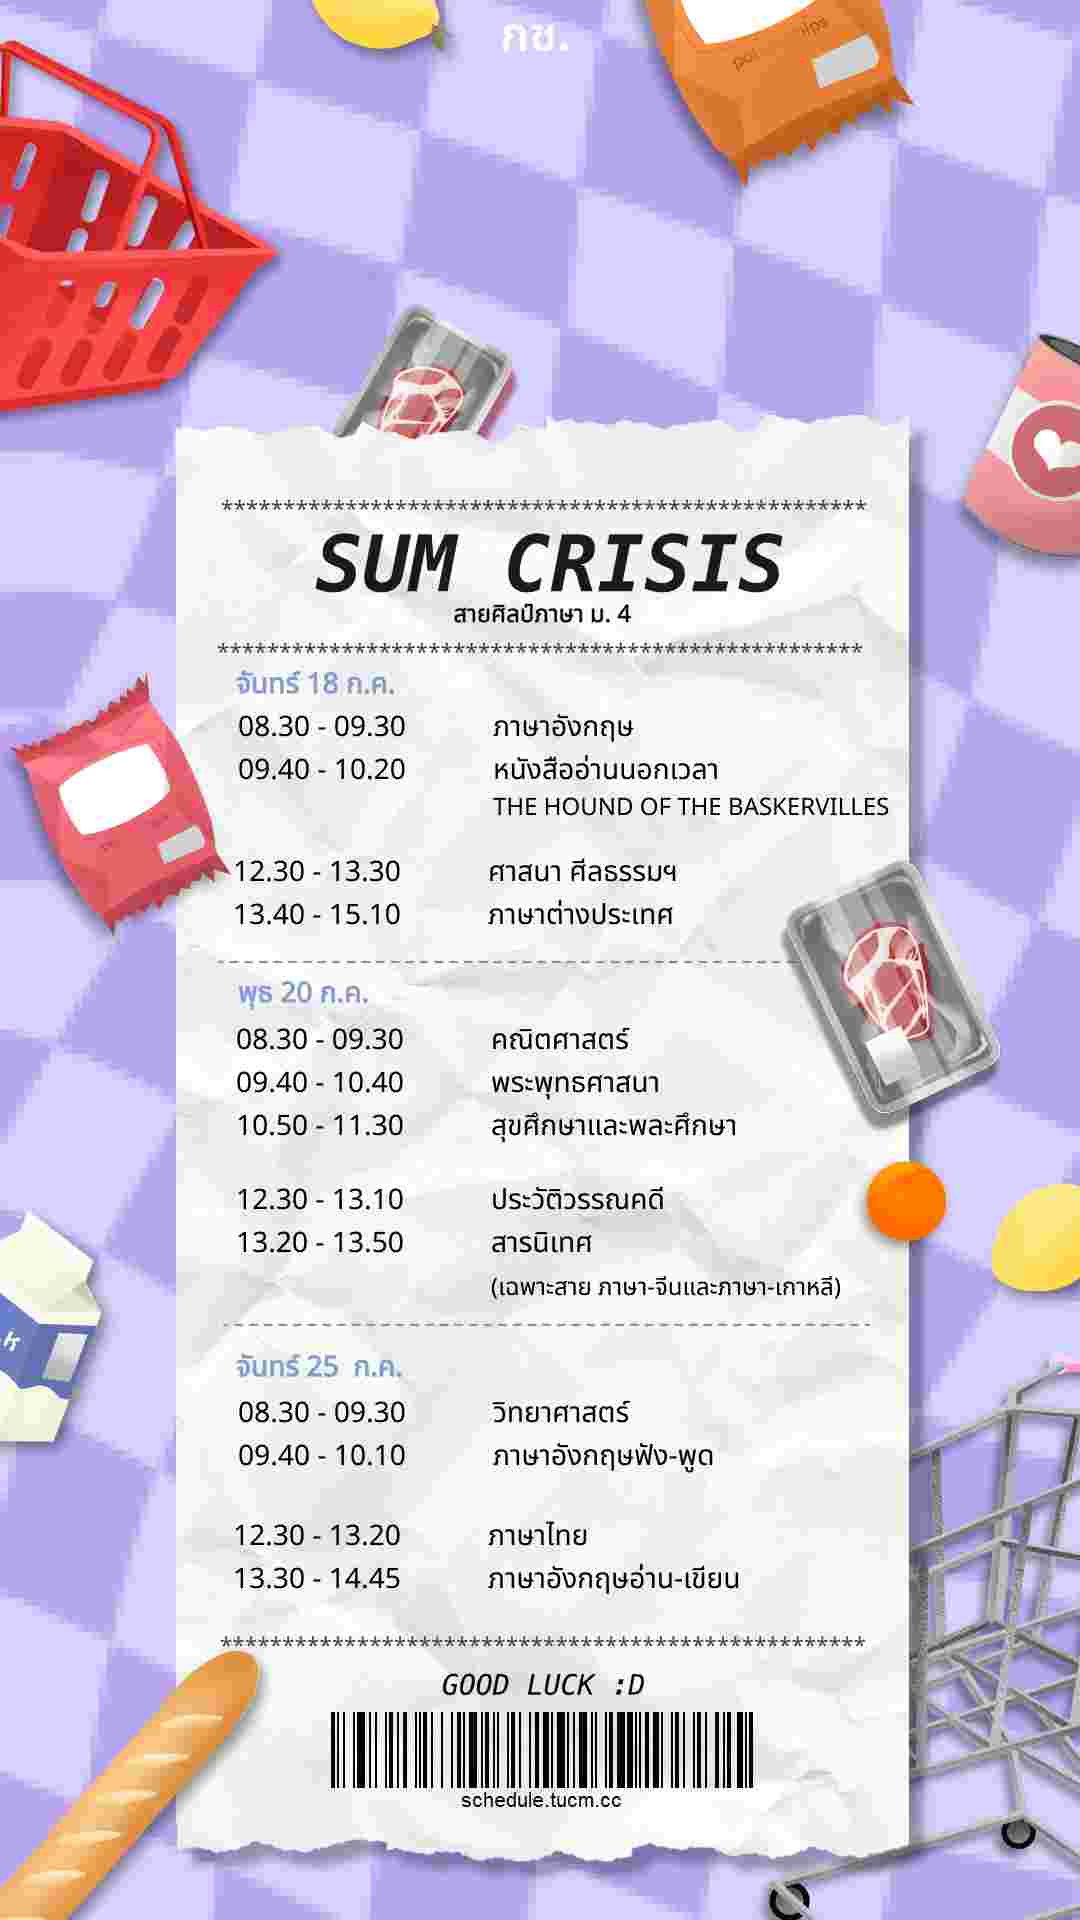 กช.
chips
SUM CRISIS
สายศิลป์ภาษา ม. 4
จันทร์ 18 ก.ค.
08.30 - 09.30 ภาษาอังกฤษ
09.40 - 10.20 หนังสืออ่านนอกเวลา
THE HOUND OF THE BASKERVILLES
12.30 - 13.30 ศาสนา ศีลธรรมฯ
13.40 - 15.10 ภาษาต่างประเทศ
พุธ 20 ก.ค.
08.30 - 09.30 คณิตศาสตร์
09.40 - 10.40 พระพุทธศาสนา
10.50 - 11.30 สุขศึกษาและพละศึกษา
12.30 - 13.10 ประวัติวรรณคดี
13.20 - 13.50 สารนิเทศ
(เฉพาะสาย ภาษา-จีนและภาษา-เกาหลี)
จันทร์ 25 ก.ค.
08.30 - 09.30 วิทยาศาสตร์
09.40 - 10.10 ภาษาอังกฤษฟัง-พูด
12.30 - 13.20 ภาษาไทย
13.30 - 14.45 ภาษาอังกฤษอ่าน-เขียน
GOOD LUCK :D
schedule.tucm.cc